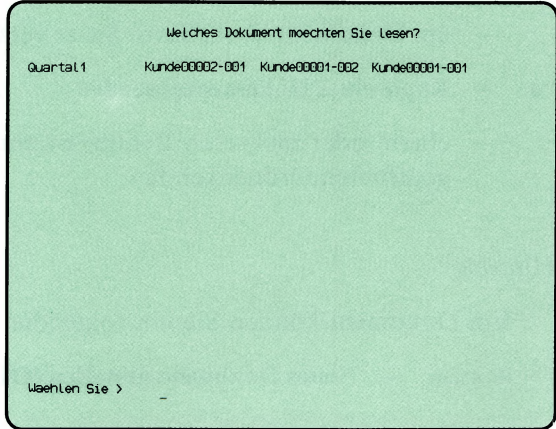 Welches Dokument moechten Sie lesen?
Quartal1 Kunde00002-001 Kunde00001-002 Kunde00001-001
Waehlen Sie > _